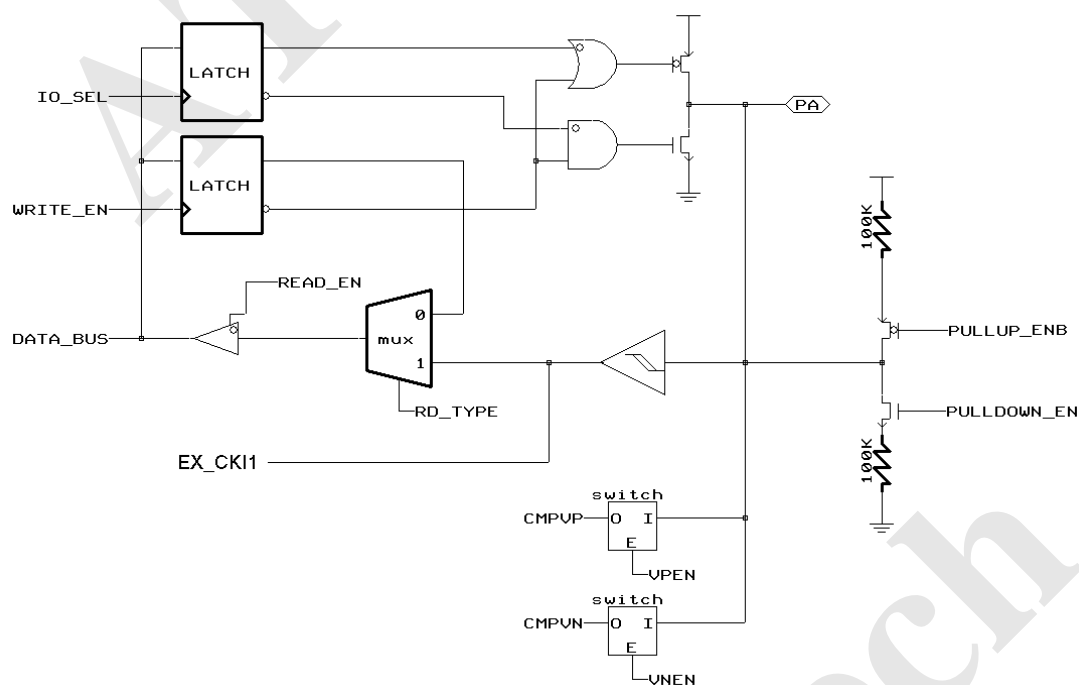 LATCH
IO_SEL
PA
LATCH
WRITE_EN
100K
READ_EN
0
DATA_BUS
mux
PULLUP_ENB
1
RD_TYPE
PULLDOWN_EN
EX_CKI1
100K
switch
CMPVP
O I
E
VPEN
switch
CMPVN
O I
E
VNEN